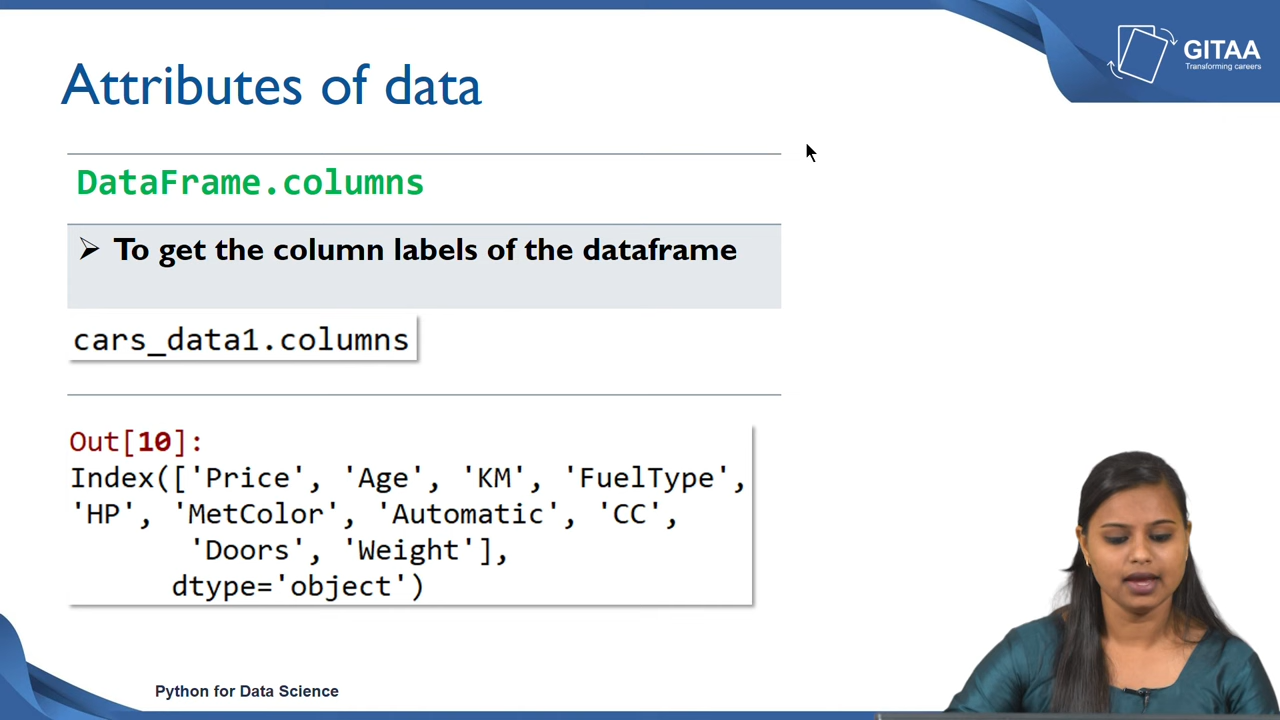 GITAA
Transforming careers
Attributes of data
DataFrame.columns
➢ To get the column labels of the dataframe
cars_data1.columns
Out[10]:
Index(['Price', 'Age', 'KM', 'FuelType',
'HP', 'MetColor', 'Automatic', 'CC',
'Doors', 'Weight'],
dtype='object')
Python for Data Science